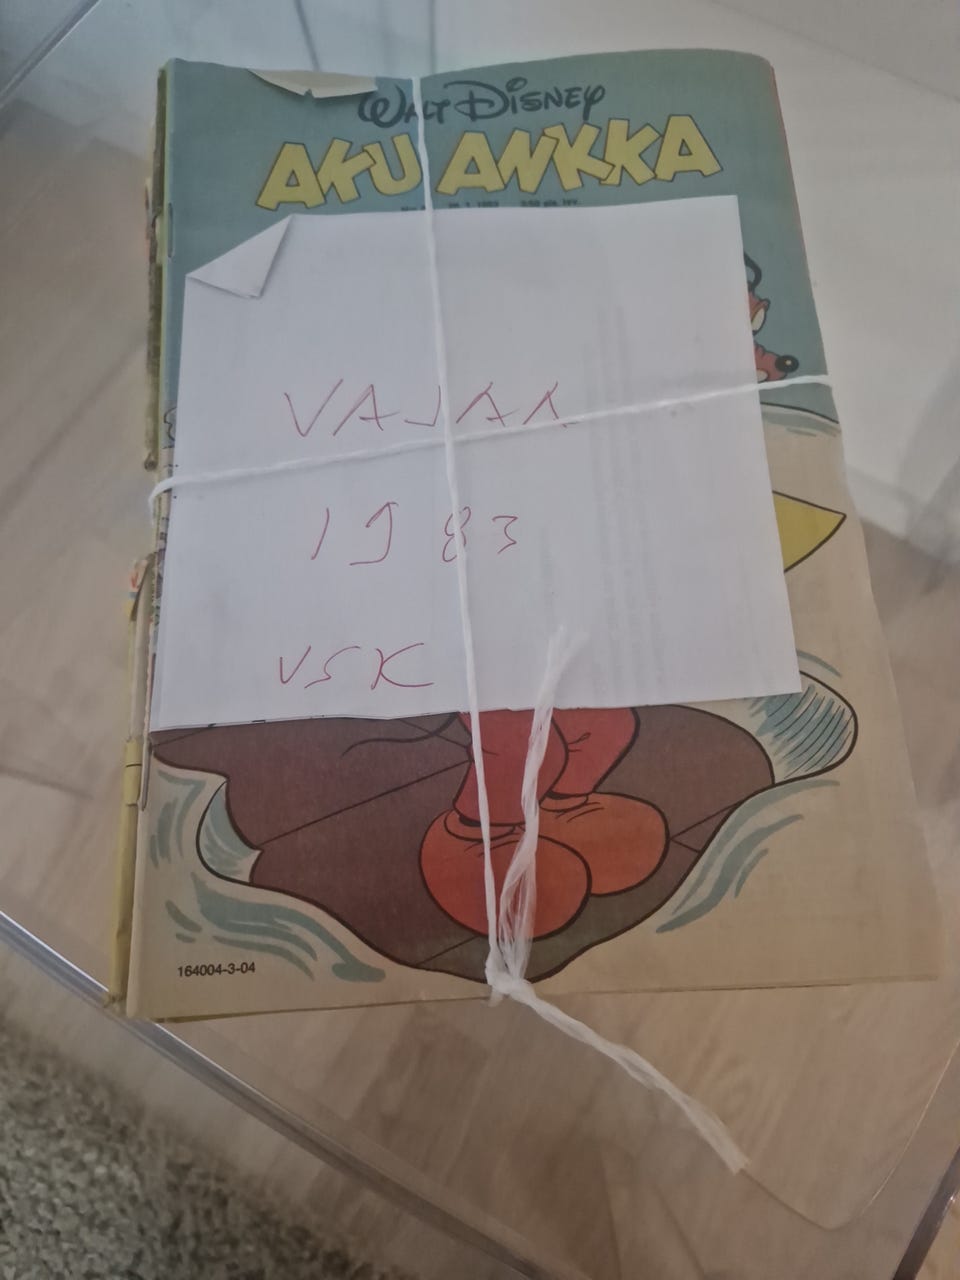 WALT DISNEY
AKU ANKKA
VAJAA
1983
VSK
164004-3-04